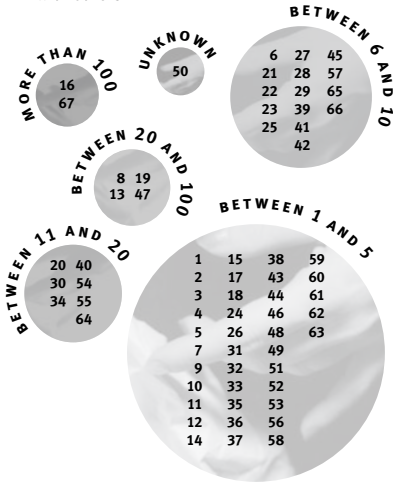 BETWEEN 6 AND 10
6 27 45
21 28 57
22 29 65
23 39 66
25 41
42
UNKNOWN
50
MORE THAN 100
16
67
BETWEEN 20 AND 100
8 19
13 47
BETWEEN 11 AND 20
20 40
30 54
34 55
64
BETWEEN 1 AND 5
1 15 38 59
2 17 43 60
3 18 44 61
4 24 46 62
5 26 48 63
7 31 49
9 32 51
10 33 52
11 35 53
12 36 56
14 37 58